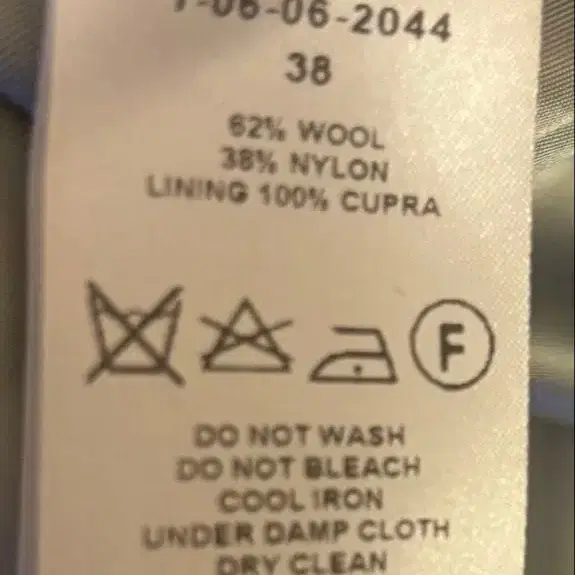 -06-06-2044
38
62% WOOL
38% NYLON
LINING 100% CUPRA
F
DO NOT WASH
DO NOT BLEACH
COOL IRON
UNDER DAMP CLOTH
DRY CLEAN